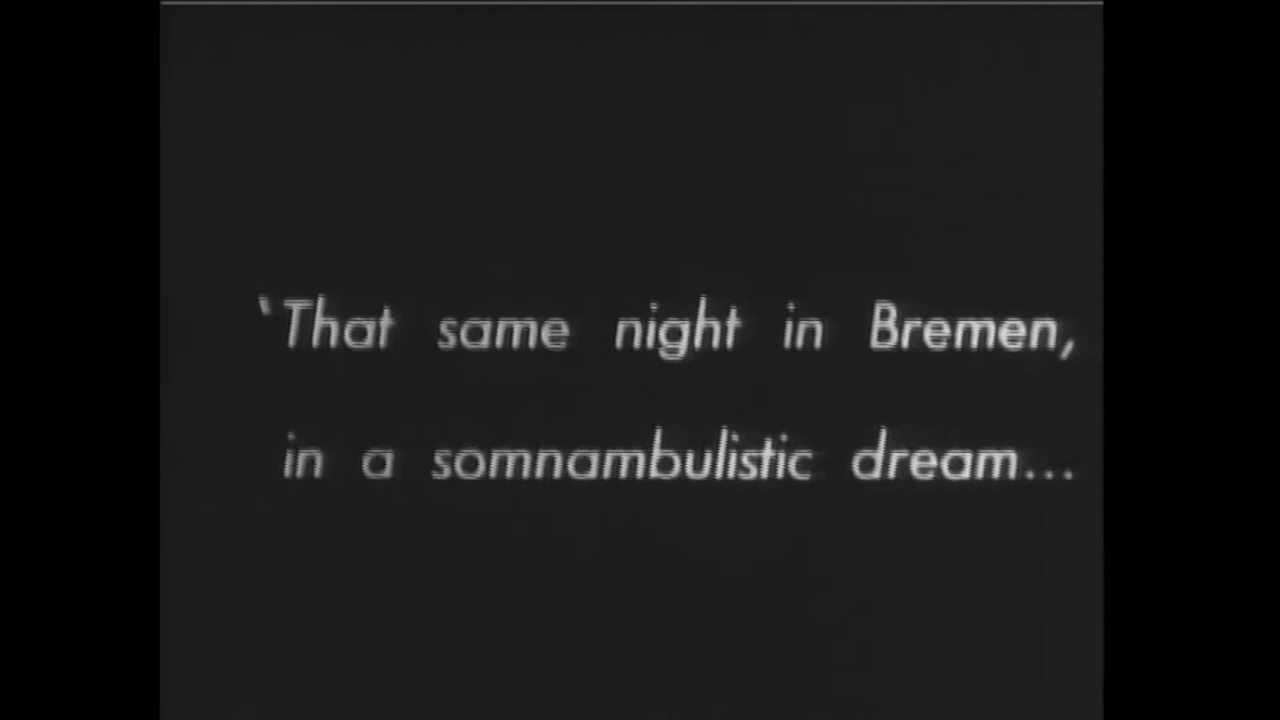 ‘That same night in Bremen,
in a somnambulistic dream...